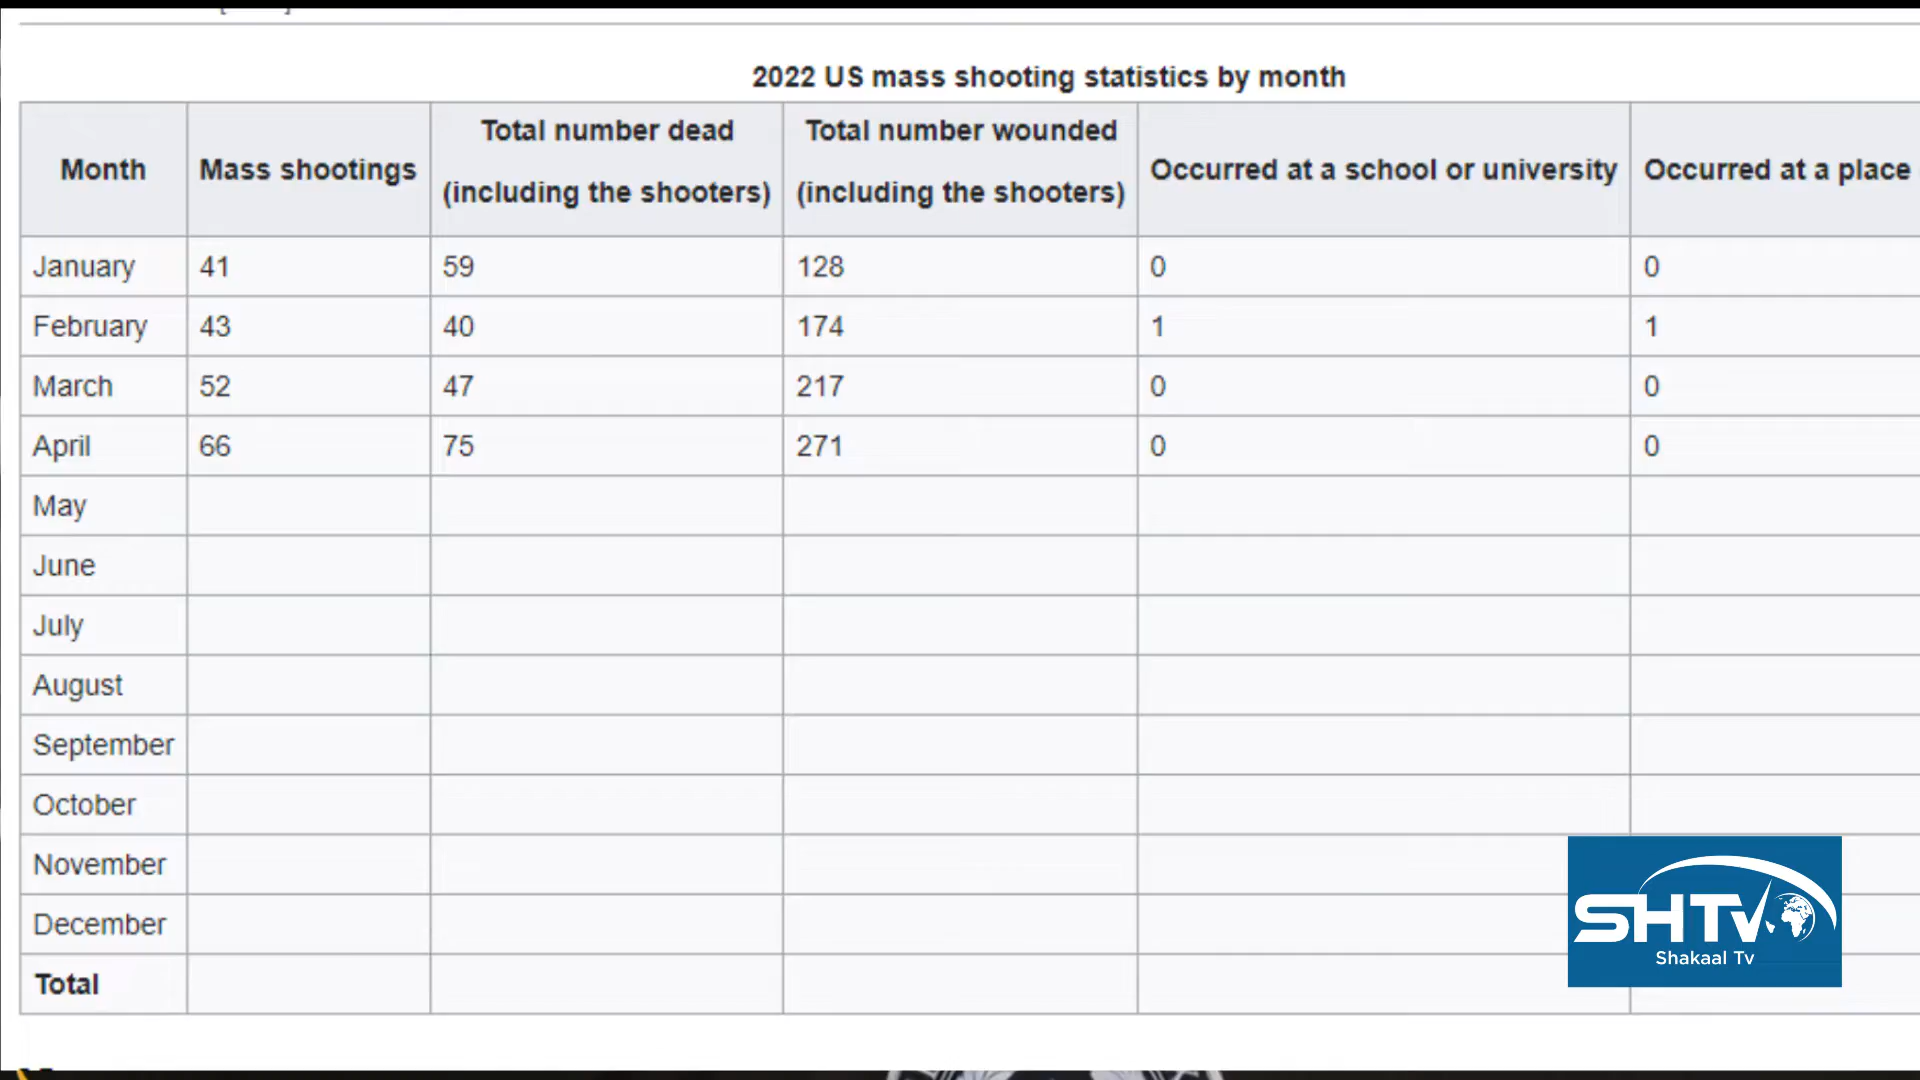 2022 US mass shooting statistics by month
Month Mass shootings Total number dead (including the shooters) Total number wounded (including the shooters) Occurred at a school or university Occurred at a place
January 41 59 128 0 0
February 43 40 174 1 1
March 52 47 217 0 0
April 66 75 271 0 0
May
June
July
August
September
October
November
December
Total
SHTV
Shakaal Tv